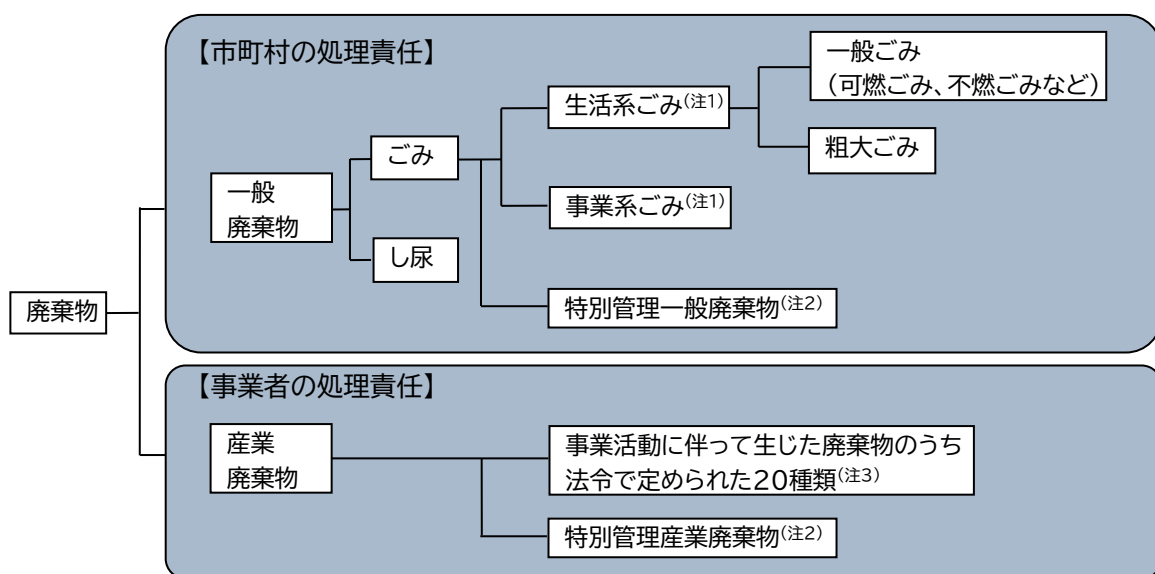 【市町村の処理責任】
一般ごみ
(可燃ごみ、不燃ごみなど)
生活系ごみ(注1)
粗大ごみ
ごみ
一般
廃棄物
事業系ごみ(注1)
し尿
特別管理一般廃棄物(注2)
廃棄物
【事業者の処理責任】
産業
廃棄物
事業活動に伴って生じた廃棄物のうち
法令で定められた20種類(注3)
特別管理産業廃棄物(注2)